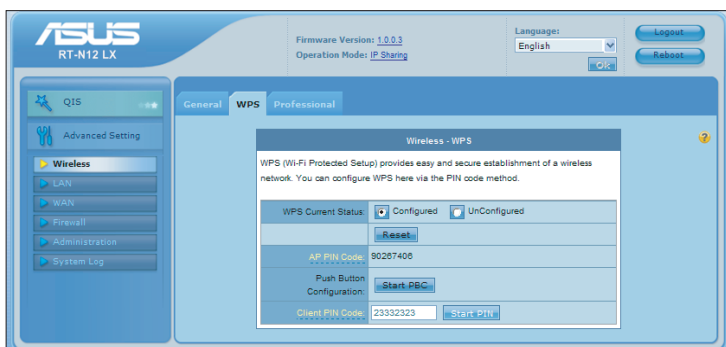 ASUS
RT-N12 LX
Firmware Version: 1.0.0.3
Operation Mode: IP Sharing
Language:
English
Ok
Logout
Reboot
QIS
Advanced Setting
Wireless
LAN
WAN
Firewall
Administration
System Log
General WPS Professional
Wireless - WPS
WPS (Wi-Fi Protected Setup) provides easy and secure establishment of a wireless
network. You can configure WPS here via the PIN code method.
WPS Current Status: Configured UnConfigured
Reset
AP PIN Code: 90267406
Push Button
Configuration: Start PBC
Client PIN Code: 23332323 Start PIN